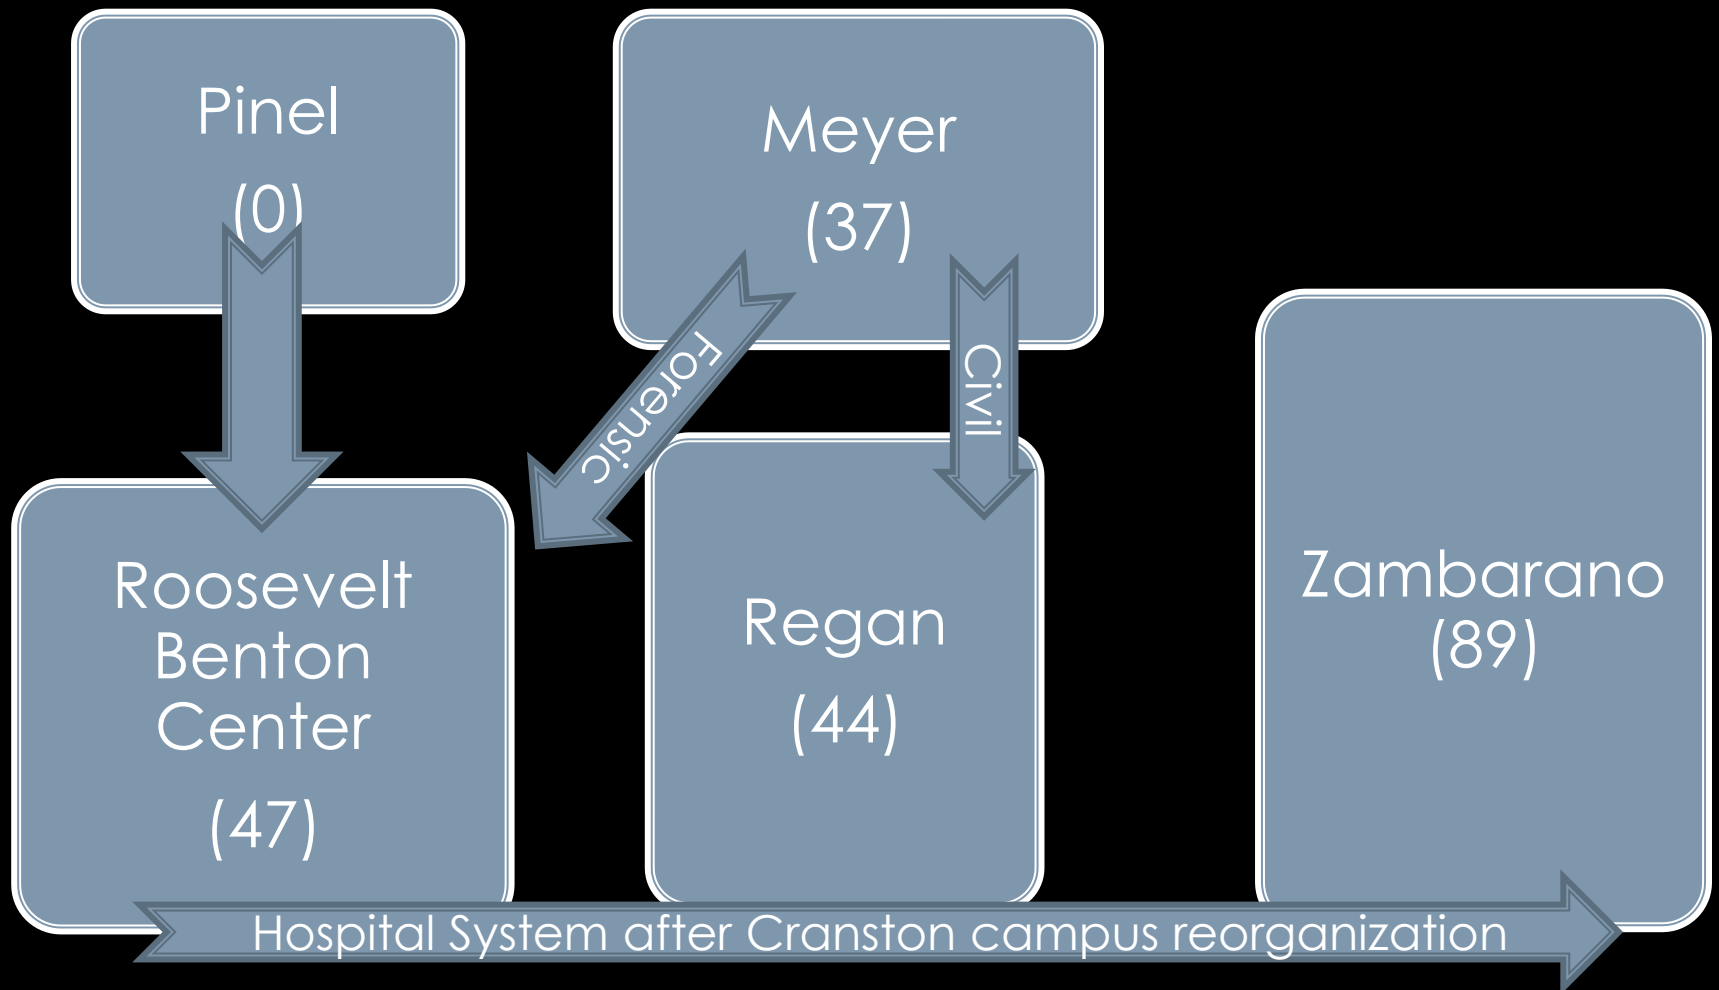 Pinel
(0)
Meyer
(37)
Forensic
Civil
Roosevelt
Benton
Center
(47)
Regan
(44)
Zambarano
(89)
Hospital System after Cranston campus reorganization